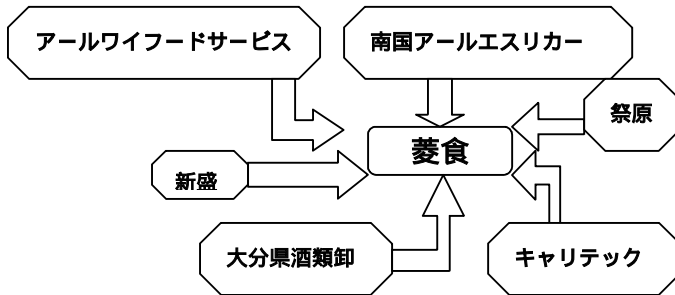 アールワイフードサービス
南国アールエスリカー
祭原
菱食
新盛
大分県酒類卸
キャリテック